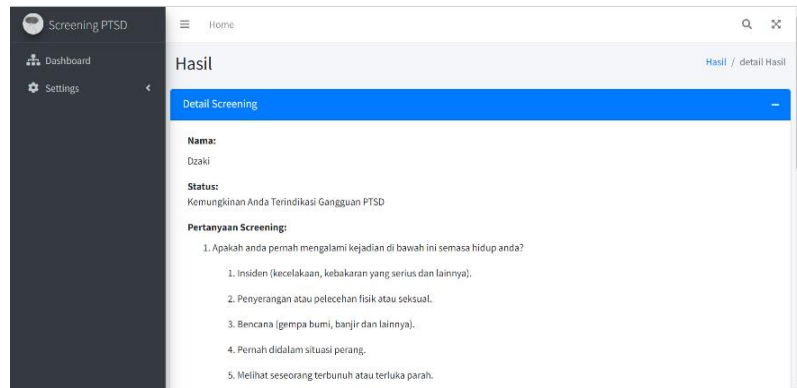 Screening PTSD
Home
Dashboard
Settings
Hasil
Hasil / detail Hasil
Detail Screening
Nama:
Dzaki
Status:
Kemungkinan Anda Terindikasi Gangguan PTSD
Pertanyaan Screening:
1. Apakah anda pernah mengalami kejadian di bawah ini semasa hidup anda?
1. Insiden (kecelakaan, kebakaran yang serius dan lainnya).
2. Penyerangan atau pelecehan fisik atau seksual.
3. Bencana (gempa bumi, banjir dan lainnya).
4. Pernah didalam situasi perang.
5. Melihat seseorang terbunuh atau terluka parah.